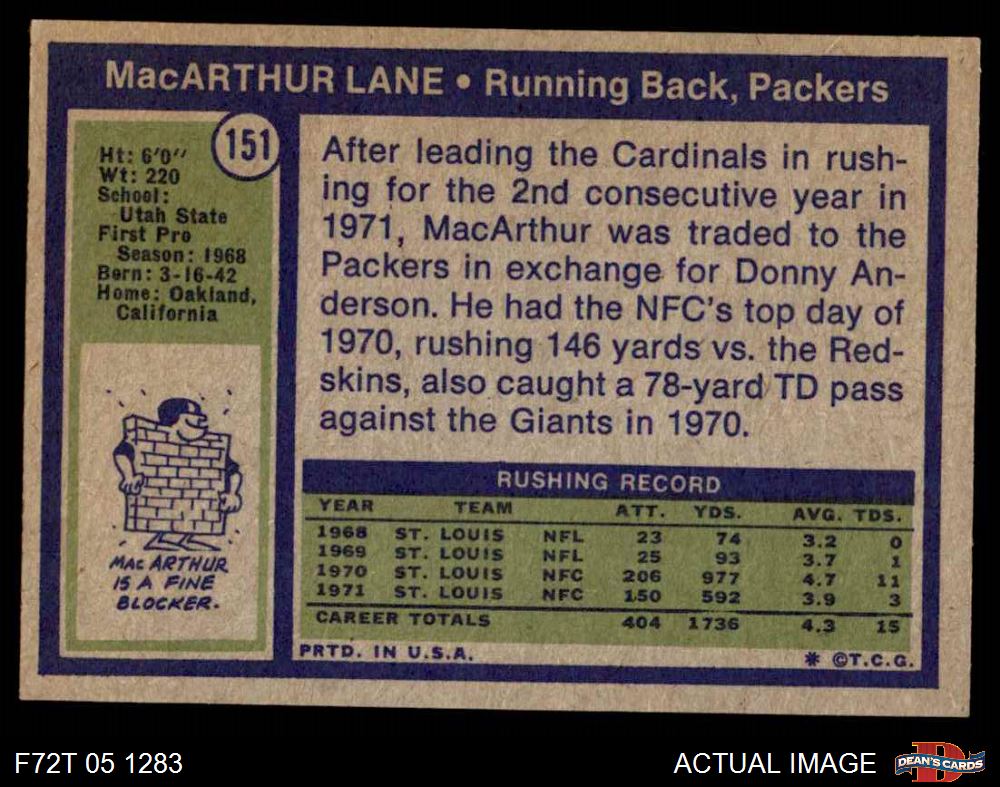 MacARTHUR LANE • Running Back, Packers
151
Ht: 6'0"
Wt: 220
School:
Utah State
First Pro
Season: 1968
Born: 3-16-42
Home: Oakland,
California
MAC ARTHUR
IS A FINE
BLOCKER.
After leading the Cardinals in rush-
ing for the 2nd consecutive year in
1971, MacArthur was traded to the
Packers in exchange for Donny An-
derson. He had the NFC's top day of
1970, rushing 146 yards vs. the Red-
skins, also caught a 78-yard TD pass
against the Giants in 1970.
RUSHING RECORD
YEAR TEAM ATT. YDS. AVG. TDS.
1968 ST. LOUIS NFL 23 74 3.2 0
1969 ST. LOUIS NFL 25 93 3.7 1
1970 ST. LOUIS NFC 206 977 4.7 11
1971 ST. LOUIS NFC 150 592 3.9 3
CAREER TOTALS 404 1736 4.3 15
PRTD. IN U.S.A. * ©T.C.G.
F72T 05 1283 ACTUAL IMAGE D DEAN'S CARDS